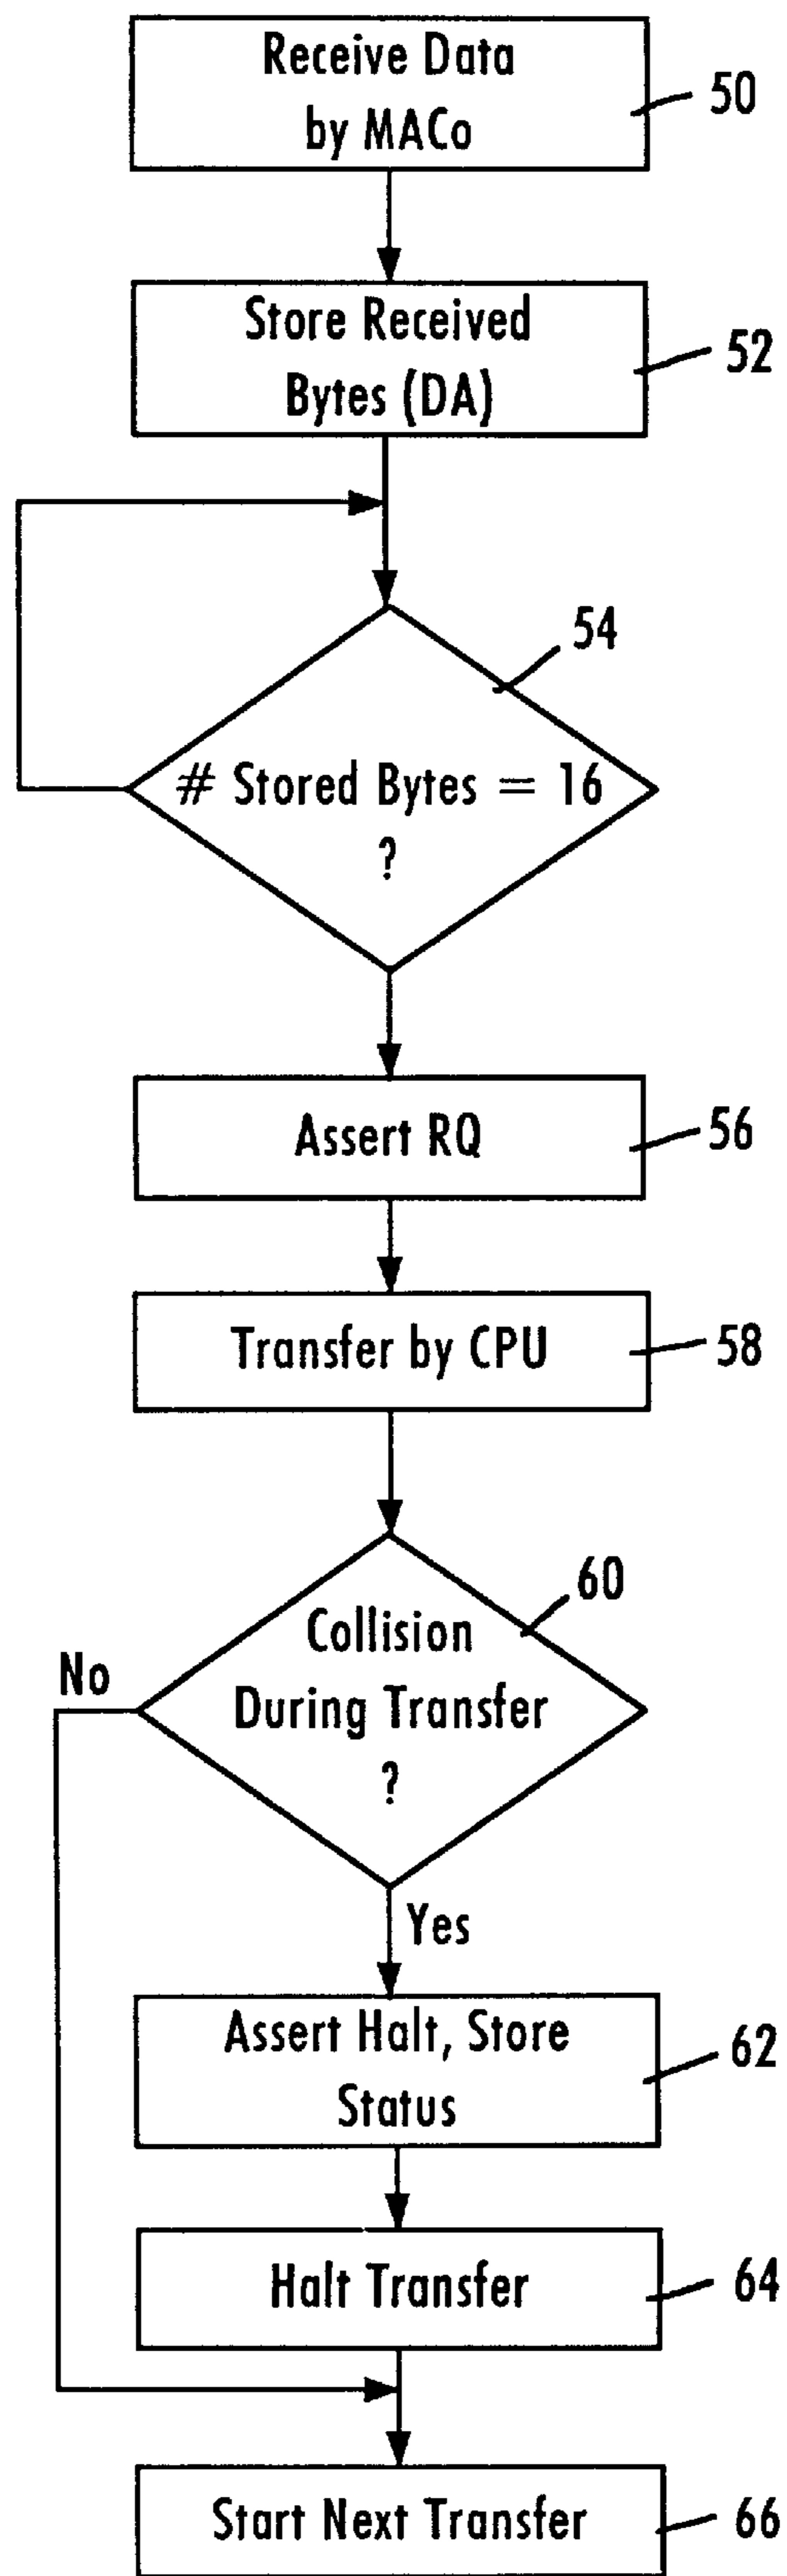 Receive Data
by MACo
50
Store Received
Bytes (DA)
52
54
# Stored Bytes = 16
?
Assert RQ
56
Transfer by CPU
58
60
Collision
During Transfer
?
No
Yes
Assert Halt, Store
Status
62
Halt Transfer
64
Start Next Transfer
66